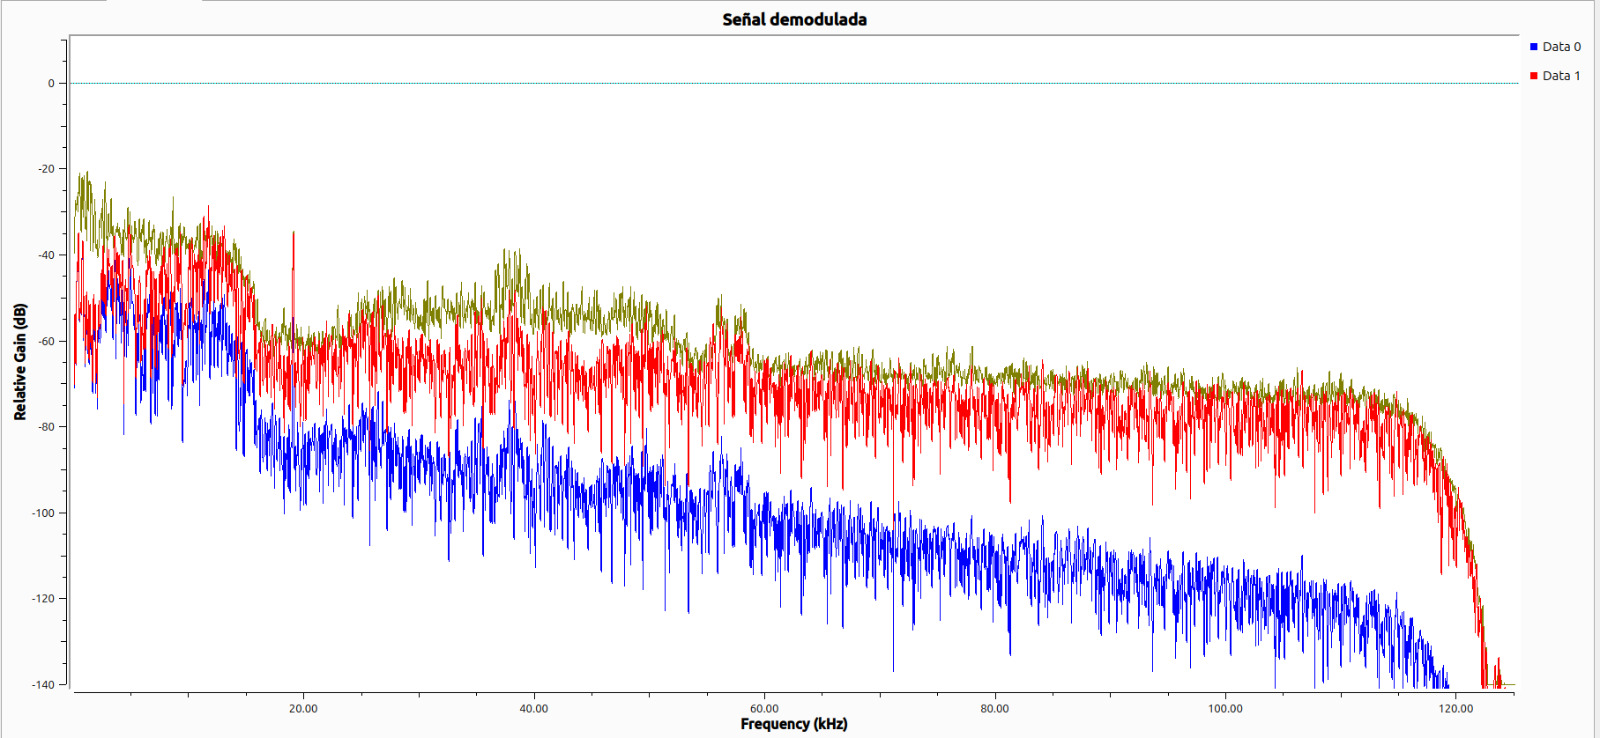 Señal demodulada
Data 0
Data 1
Relative Gain (dB)
0
-20
-40
-60
-80
-100
-120
-140
20.00
40.00
60.00
80.00
100.00
120.00
Frequency (kHz)